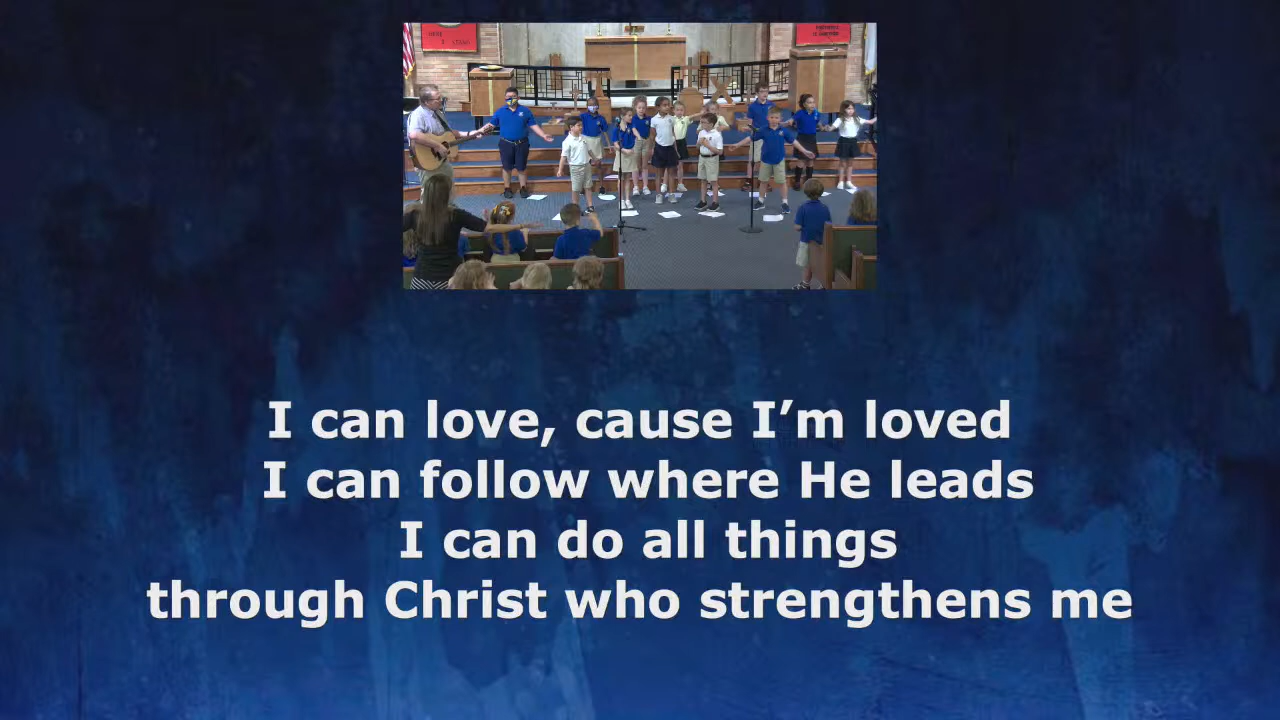 I can love, cause I’m loved
I can follow where He leads
I can do all things
through Christ who strengthens me